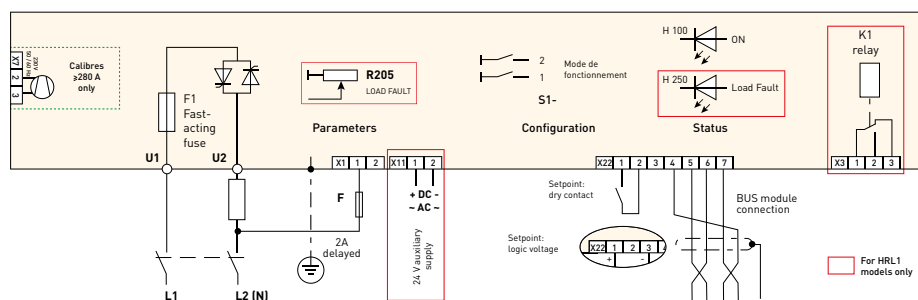 X7
2
3
230V
50 / 60 Hz
Calibres
≥280 A
only
F1
Fast-
acting
fuse
R205
LOAD FAULT
Parameters
2
1
Mode de
fonctionnement
S1-
Configuration
H 100
ON
H 250
Load Fault
Status
K1
relay
U1
U2
X1 1 2
X11 1 2
X22 1 2 3 4 5 6 7
X3 1 2 3
F
2A
delayed
+ DC -
~ AC ~
24 V auxiliary
supply
Setpoint:
dry contact
Setpoint:
logic voltage
X22 1 2 3 4
+ -
BUS module
connection
For HRL1
models only
L1
L2 (N)